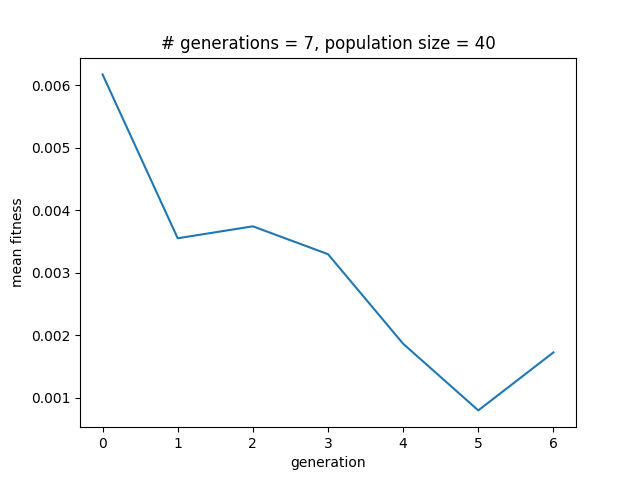 # generations = 7, population size = 40
0.006
0.005
0.004
0.003
0.002
0.001
mean fitness
0 1 2 3 4 5 6
generation